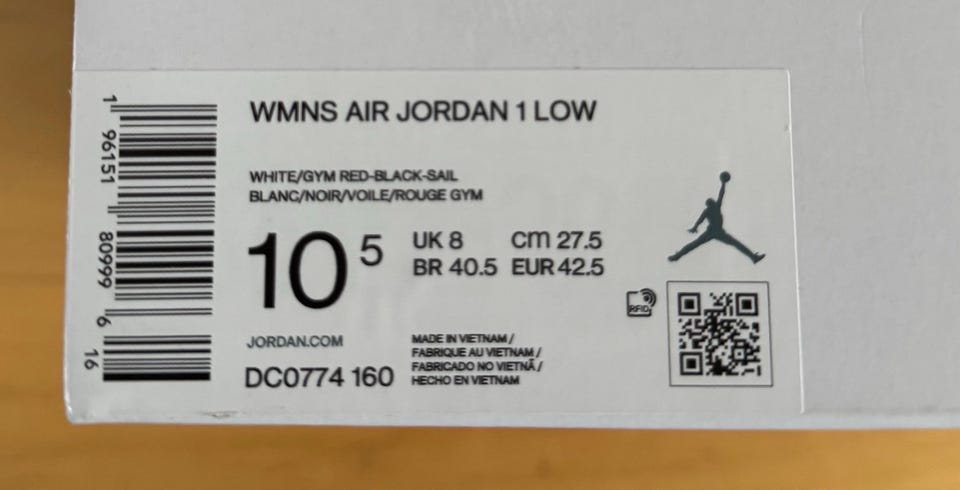 WMNS AIR JORDAN 1 LOW
WHITE/GYM RED-BLACK-SAIL
BLANC/NOIR/VOILE/ROUGE GYM
10 5
UK 8 CM 27.5
BR 40.5 EUR 42.5
RFID
JORDAN.COM
DC0774 160
MADE IN VIETNAM /
FABRIQUE AU VIETNAM /
FABRICADO NO VIETNÃ /
HECHO EN VIETNAM
1 96151 80999 6
16